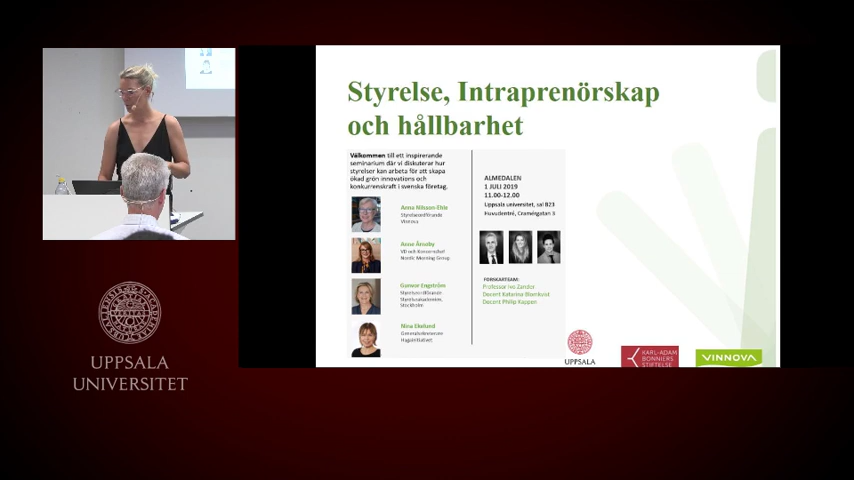 Styrelse, Intraprenörskap
och hållbarhet
Välkommen till ett inspirerande
seminarium där vi diskuterar hur
styrelser kan arbeta för att skapa
ökad grön innovations och
konkurrenskraft i svenska företag.
Anna Nilsson-Ehle
Styrelseordförande
Vinnova
Anne Årneby
VD och Koncernchef
Nordic Morning Group
Gunvor Engström
Styrelseakademien,
Stockholm
Nina Ekelund
Generalsekreterare
Hagainitiativet
ALMEDALEN
1 JULI 2019
11.00-12.00
Uppsala universitet, sal B23
Huvudentré, Cramérgatan 3
FORSKARTEAM:
Professor Ivo Zander
Docent Katarina Blomkvist
Docent Philip Kappen
UPPSALA
KARL-ADAM
BONNIERS
STIFTELSE
VINNOVA
UPPSALA
UNIVERSITET